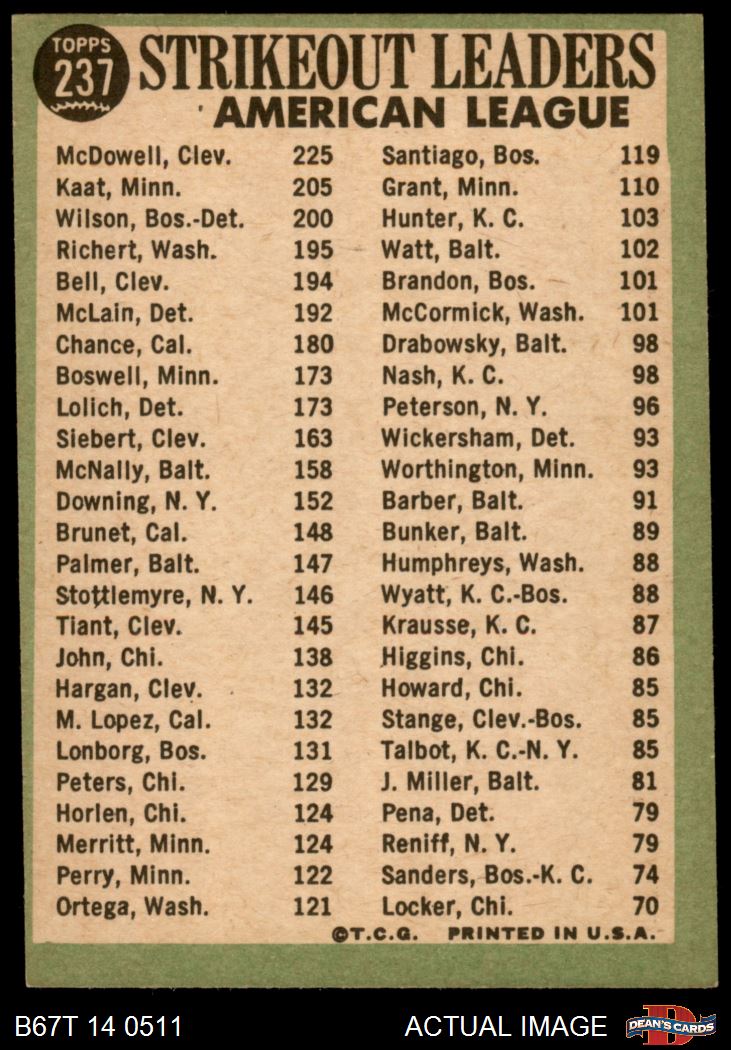 TOPPS
237
STRIKEOUT LEADERS
AMERICAN LEAGUE
McDowell, Clev. 225
Kaat, Minn. 205
Wilson, Bos.-Det. 200
Richert, Wash. 195
Bell, Clev. 194
McLain, Det. 192
Chance, Cal. 180
Boswell, Minn. 173
Lolich, Det. 173
Siebert, Clev. 163
McNally, Balt. 158
Downing, N. Y. 152
Brunet, Cal. 148
Palmer, Balt. 147
Stottlemyre, N. Y. 146
Tiant, Clev. 145
John, Chi. 138
Hargan, Clev. 132
M. Lopez, Cal. 132
Lonborg, Bos. 131
Peters, Chi. 129
Horlen, Chi. 124
Merritt, Minn. 124
Perry, Minn. 122
Ortega, Wash. 121
Santiago, Bos. 119
Grant, Minn. 110
Hunter, K. C. 103
Watt, Balt. 102
Brandon, Bos. 101
McCormick, Wash. 101
Drabowsky, Balt. 98
Nash, K. C. 98
Peterson, N. Y. 96
Wickersham, Det. 93
Worthington, Minn. 93
Barber, Balt. 91
Bunker, Balt. 89
Humphreys, Wash. 88
Wyatt, K. C.-Bos. 88
Krausse, K. C. 87
Higgins, Chi. 86
Howard, Chi. 85
Stange, Clev.-Bos. 85
Talbot, K. C.-N. Y. 85
J. Miller, Balt. 81
Pena, Det. 79
Reniff, N. Y. 79
Sanders, Bos.-K. C. 74
Locker, Chi. 70
©T.C.G. PRINTED IN U.S.A.
B67T 14 0511
ACTUAL IMAGE
D
DEAN'S CARDS